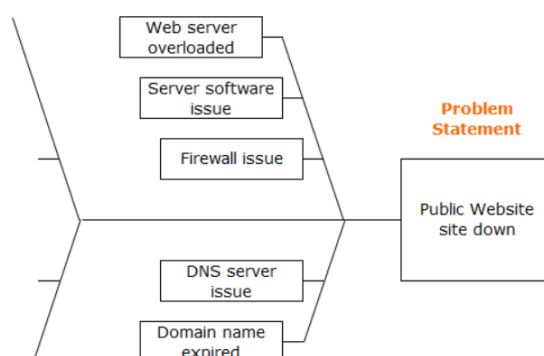 Web server
overloaded
Server software
issue
Firewall issue
Problem
Statement
Public Website
site down
DNS server
issue
Domain name
expired